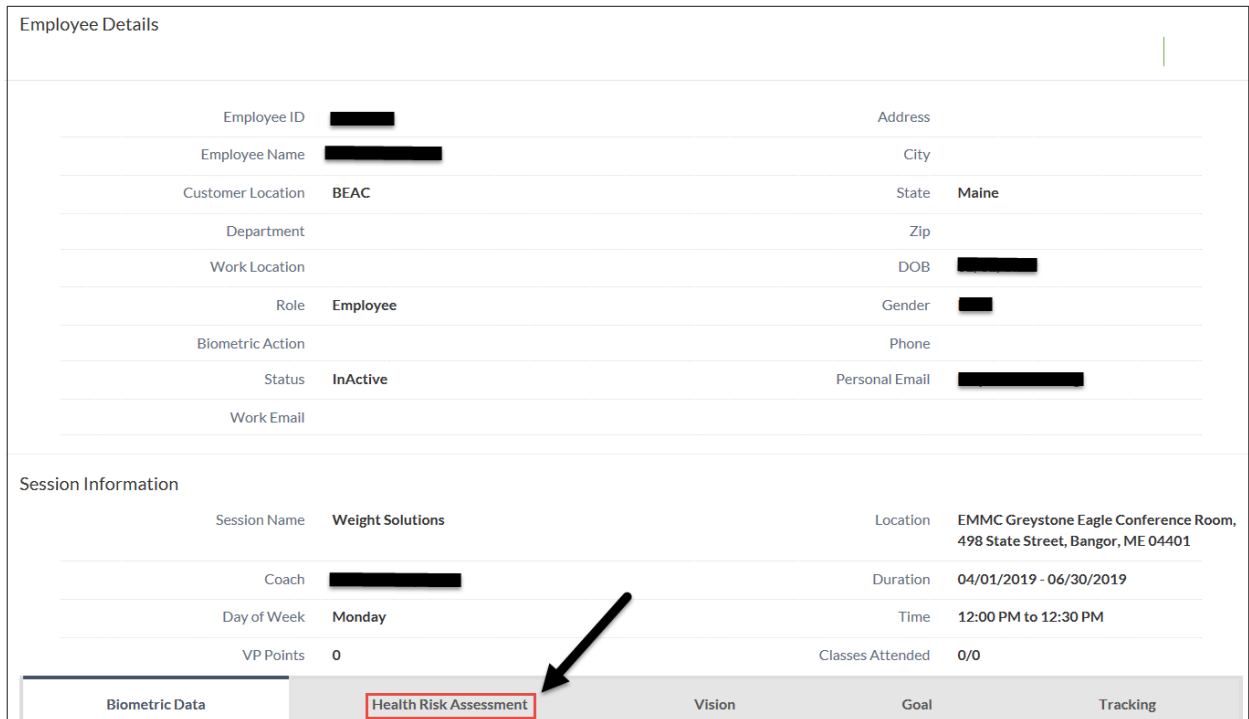 Employee Details
Employee ID
Address
Employee Name
City
Customer Location BEAC
State Maine
Department
Zip
Work Location
DOB
Role Employee
Gender
Biometric Action
Phone
Status InActive
Personal Email
Work Email
Session Information
Session Name Weight Solutions
Location EMMC Greystone Eagle Conference Room,
498 State Street, Bangor, ME 04401
Coach
Duration 04/01/2019 - 06/30/2019
Day of Week Monday
Time 12:00 PM to 12:30 PM
VP Points 0
Classes Attended 0/0
Biometric Data Health Risk Assessment Vision Goal Tracking